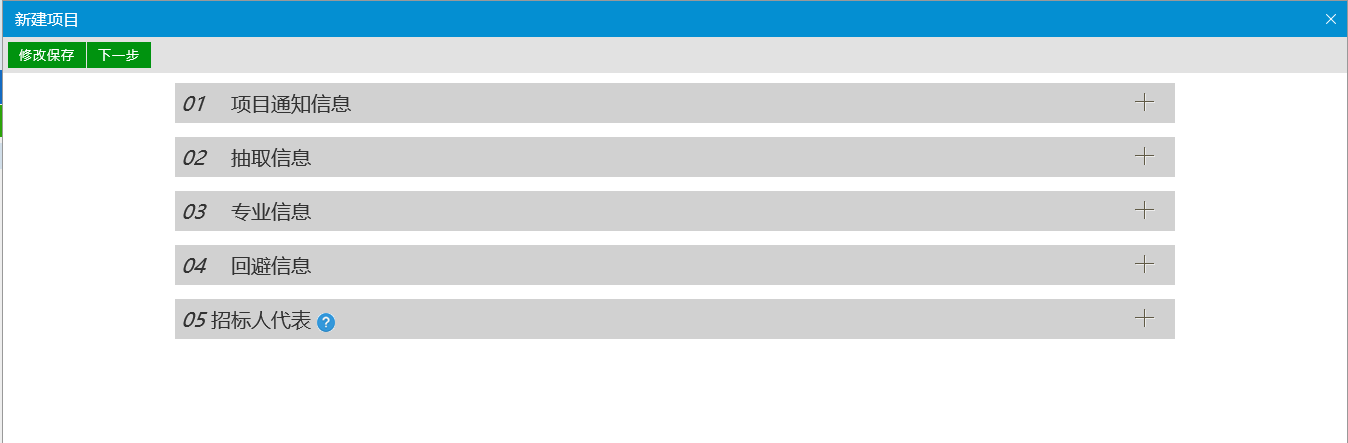 新建项目
修改保存 下一步
01 项目通知信息
02 抽取信息
03 专业信息
04 回避信息
05 招标人代表 ?